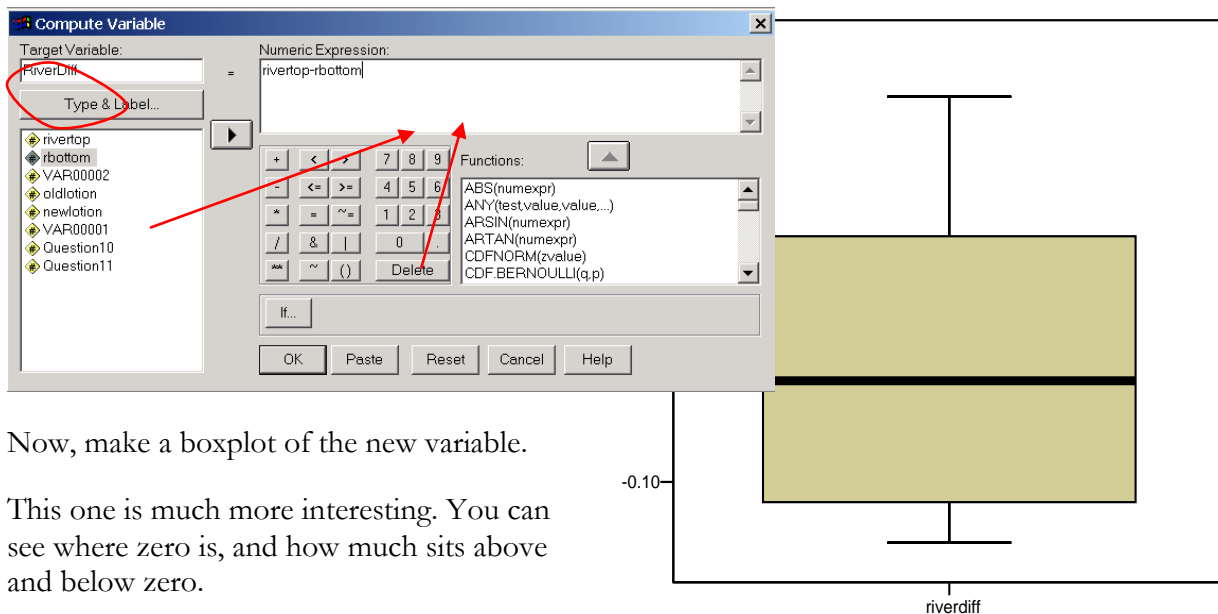 Compute Variable
Target Variable:
RiverDiff
=
Numeric Expression:
rivertop-rbottom
Type & Label...
rivertop
rbottom
VAR00002
oldlotion
newlotion
VAR00001
Question10
Question11
+ < > 7 8 9
- <= >= 4 5 6
* = ~= 1 2 3
/ & | 0 .
** ~ () Delete
Functions:
ABS(numexpr)
ANY(test,value,value,...)
ARSIN(numexpr)
ARTAN(numexpr)
CDFNORM(zvalue)
CDF.BERNOULLI(q,p)
If...
OK Paste Reset Cancel Help
Now, make a boxplot of the new variable.
This one is much more interesting. You can
see where zero is, and how much sits above
and below zero.
-0.10
riverdiff